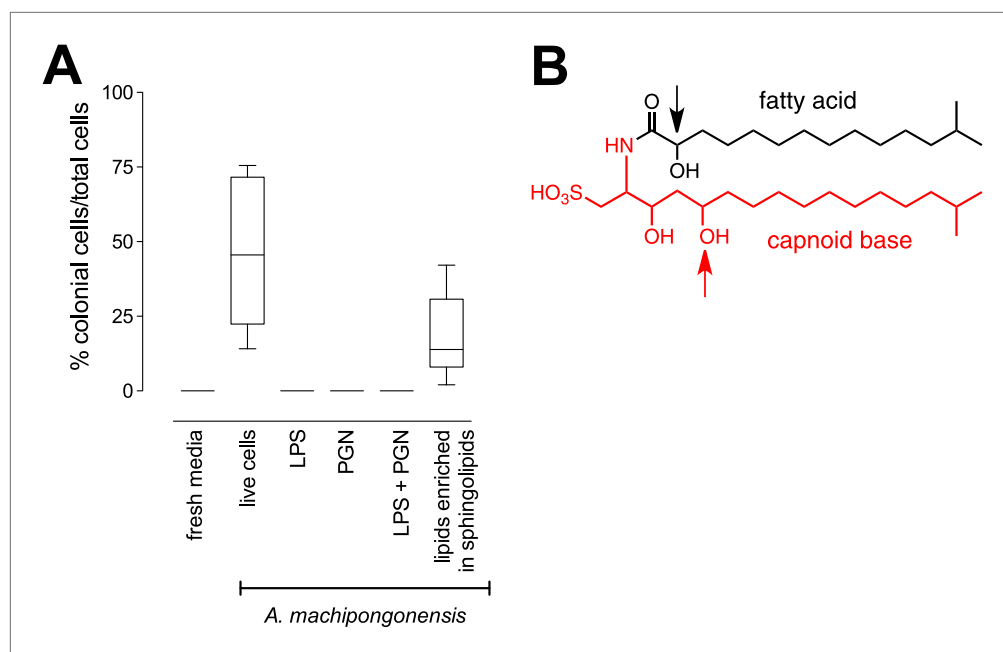 A
% colonial cells/total cells
100
75
50
25
0
fresh media
live cells
LPS
PGN
LPS + PGN
lipids enriched
in sphingolipids
A. machipongonensis
B
O
fatty acid
HN
OH
HO3S
OH
OH
capnoid base